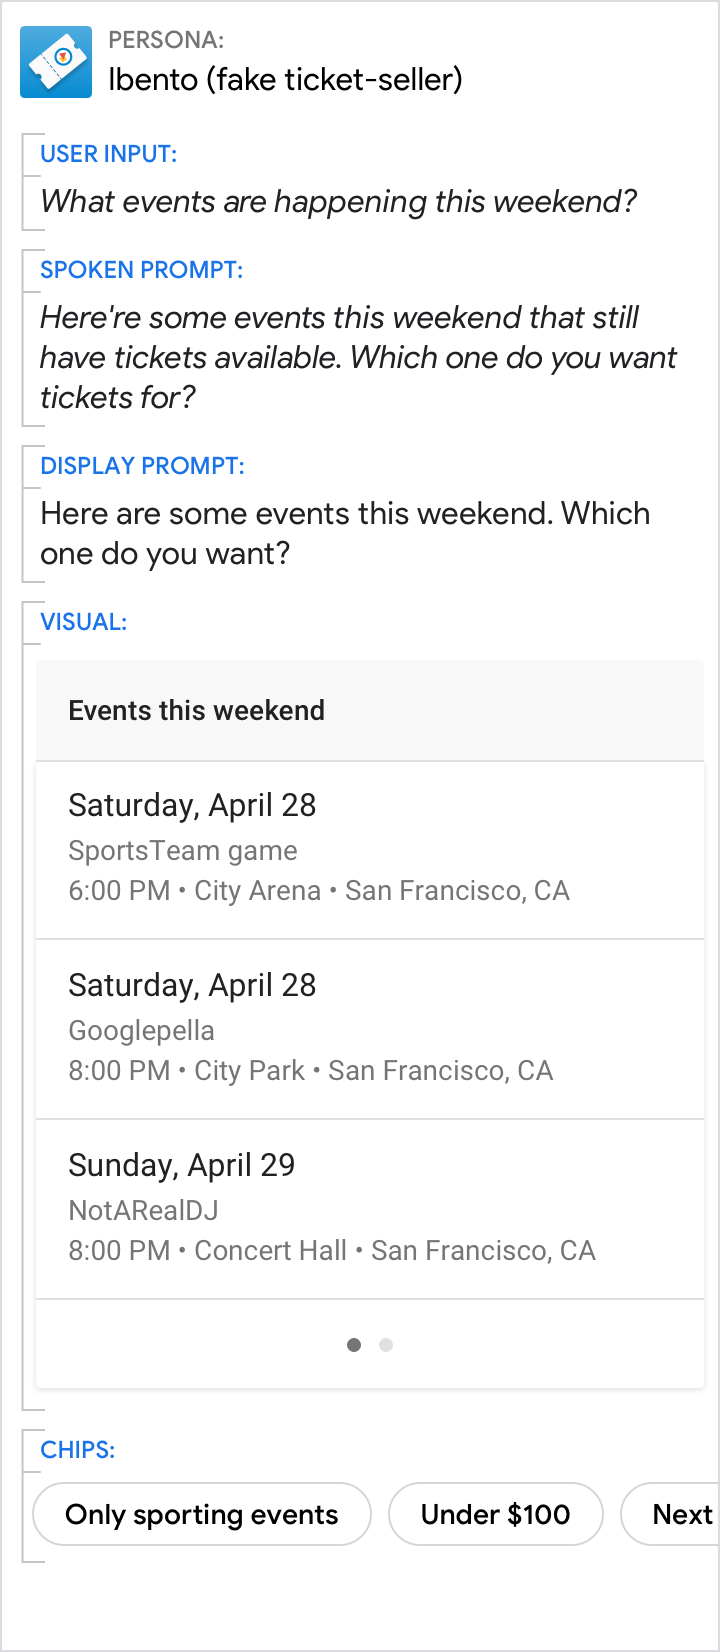 PERSONA:
Ibento (fake ticket-seller)
USER INPUT:
What events are happening this weekend?
SPOKEN PROMPT:
Here're some events this weekend that still
have tickets available. Which one do you want
tickets for?
DISPLAY PROMPT:
Here are some events this weekend. Which
one do you want?
VISUAL:
Events this weekend
Saturday, April 28
SportsTeam game
6:00 PM • City Arena • San Francisco, CA
Saturday, April 28
Googlepella
8:00 PM • City Park • San Francisco, CA
Sunday, April 29
NotARealDJ
8:00 PM • Concert Hall • San Francisco, CA
CHIPS:
Only sporting events
Under $100
Next